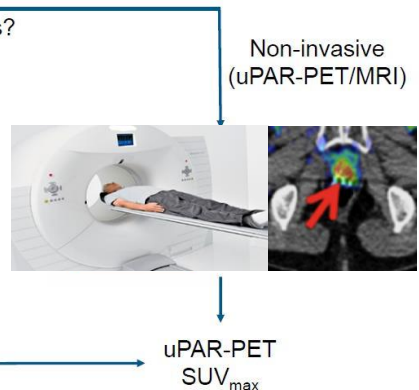 s?
Non-invasive
(uPAR-PET/MRI)
uPAR-PET
SUVmax